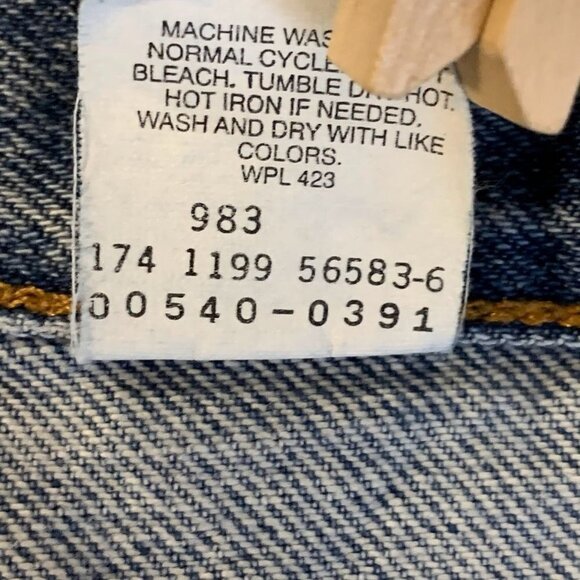 MACHINE
NORMAL CYCLE
BLEACH. TUMBLE HOT.
HOT IRON IF NEEDED.
WASH AND DRY WITH LIKE
COLORS.
WPL 423
983
174 1199 56583-6
00540-0391